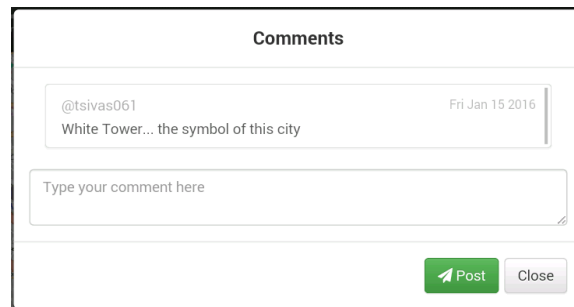 Comments
@tsivas061
Fri Jan 15 2016
White Tower... the symbol of this city
Type your comment here
Post
Close